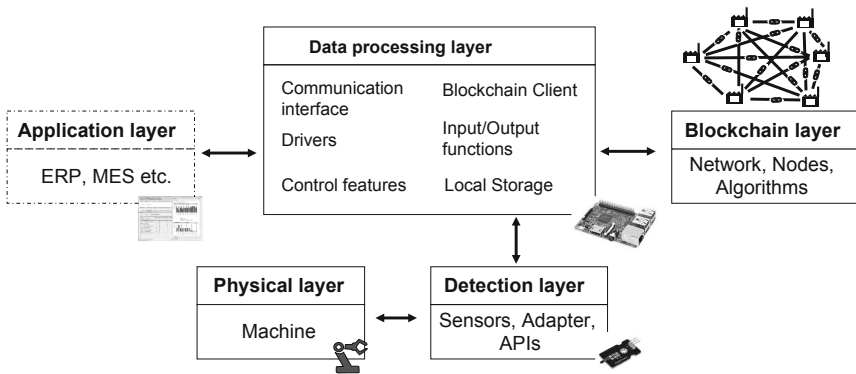 Data processing layer
Communication interface
Blockchain Client
Drivers
Input/Output functions
Control features
Local Storage
Application layer
ERP, MES etc.
Blockchain layer
Network, Nodes,
Algorithms
Physical layer
Machine
Detection layer
Sensors, Adapter,
APIs